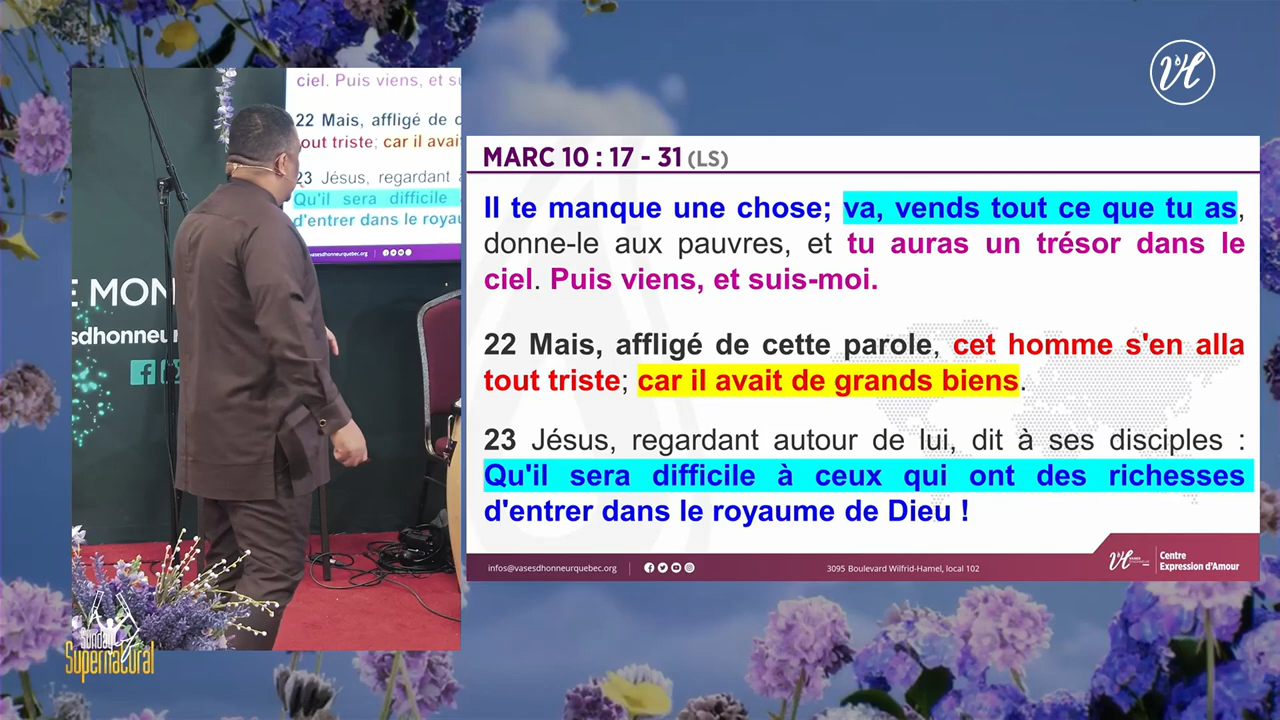 ciel. Puis viens, et su
22 Mais, affligé de c
tout triste; car il avai
23 Jésus, regardant a
Qu'il sera difficile
d'entrer dans le royau
vasesdhonneurquebec.org
E MON
sdhonneur
Sunday
Supernatural
VH
MARC 10 : 17 - 31 (LS)
Il te manque une chose; va, vends tout ce que tu as,
donne-le aux pauvres, et tu auras un trésor dans le
ciel. Puis viens, et suis-moi.
22 Mais, affligé de cette parole, cet homme s'en alla
tout triste; car il avait de grands biens.
23 Jésus, regardant autour de lui, dit à ses disciples :
Qu'il sera difficile à ceux qui ont des richesses
d'entrer dans le royaume de Dieu !
infos@vasesdhonneurquebec.org
3095 Boulevard Wilfrid-Hamel, local 102
Centre
Expression d'Amour